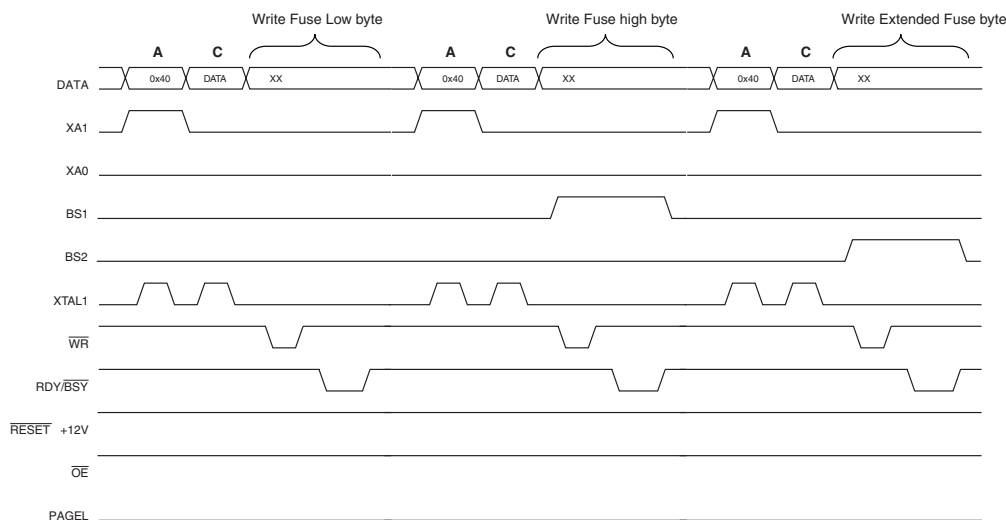 Write Fuse Low byte Write Fuse high byte Write Extended Fuse byte
A C A C A C
DATA 0x40 DATA XX 0x40 DATA XX 0x40 DATA XX
XA1
XA0
BS1
BS2
XTAL1
WR
RDY/BSY
RESET +12V
OE
PAGEL